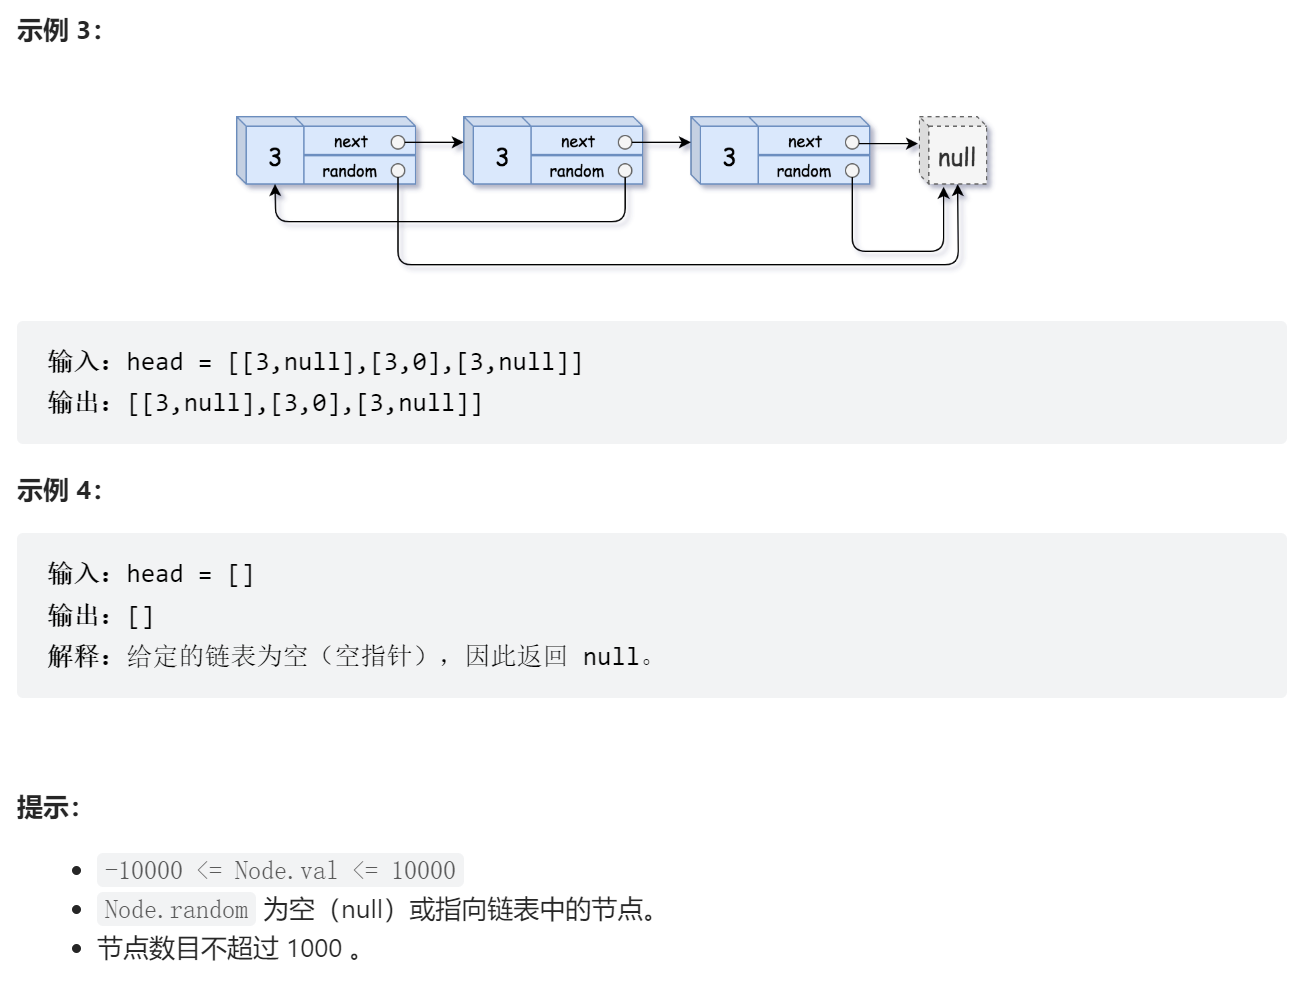 示例 3：
3 next random 3 next random 3 next random null
输入：head = [[3,null],[3,0],[3,null]]
输出：[[3,null],[3,0],[3,null]]
示例 4：
输入：head = []
输出：[]
解释：给定的链表为空（空指针），因此返回 null。
提示：
-10000 <= Node.val <= 10000
Node.random 为空（null）或指向链表中的节点。
节点数目不超过 1000 。